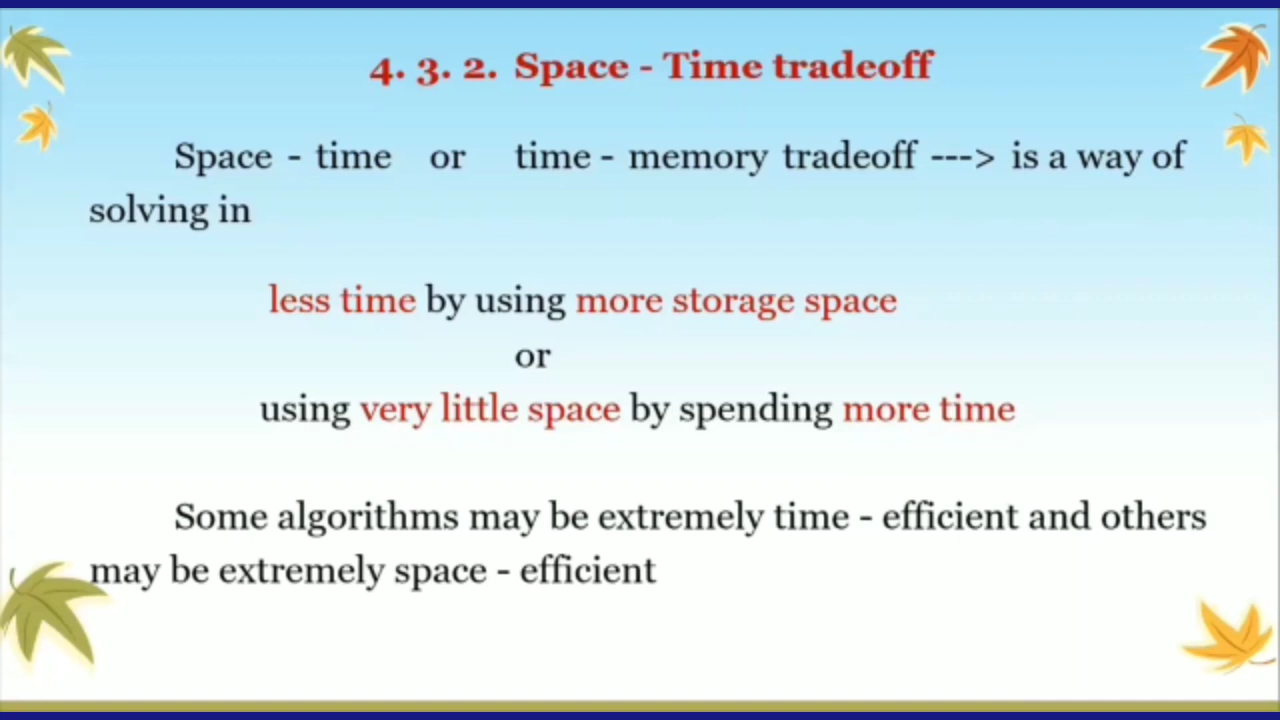 4. 3. 2. Space - Time tradeoff
Space - time or time - memory tradeoff ---> is a way of
solving in
less time by using more storage space
or
using very little space by spending more time
Some algorithms may be extremely time - efficient and others
may be extremely space - efficient